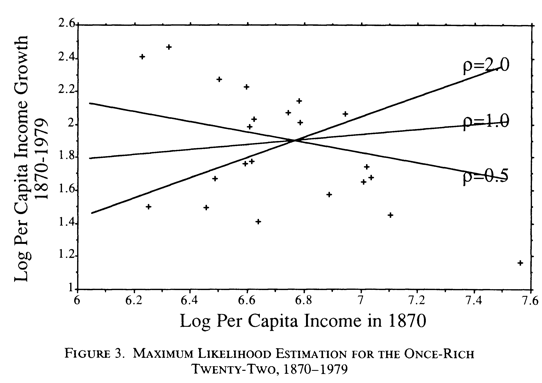 2.6
2.4
2.2
2
1.8
1.6
1.4
1.2
1
6
6.2
6.4
6.6
6.8
7
7.2
7.4
7.6
ρ=2.0
ρ=1.0
ρ=0.5
Log Per Capita Income Growth
1870-1979
Log Per Capita Income in 1870
FIGURE 3. MAXIMUM LIKELIHOOD ESTIMATION FOR THE ONCE-RICH
TWENTY-TWO, 1870–1979